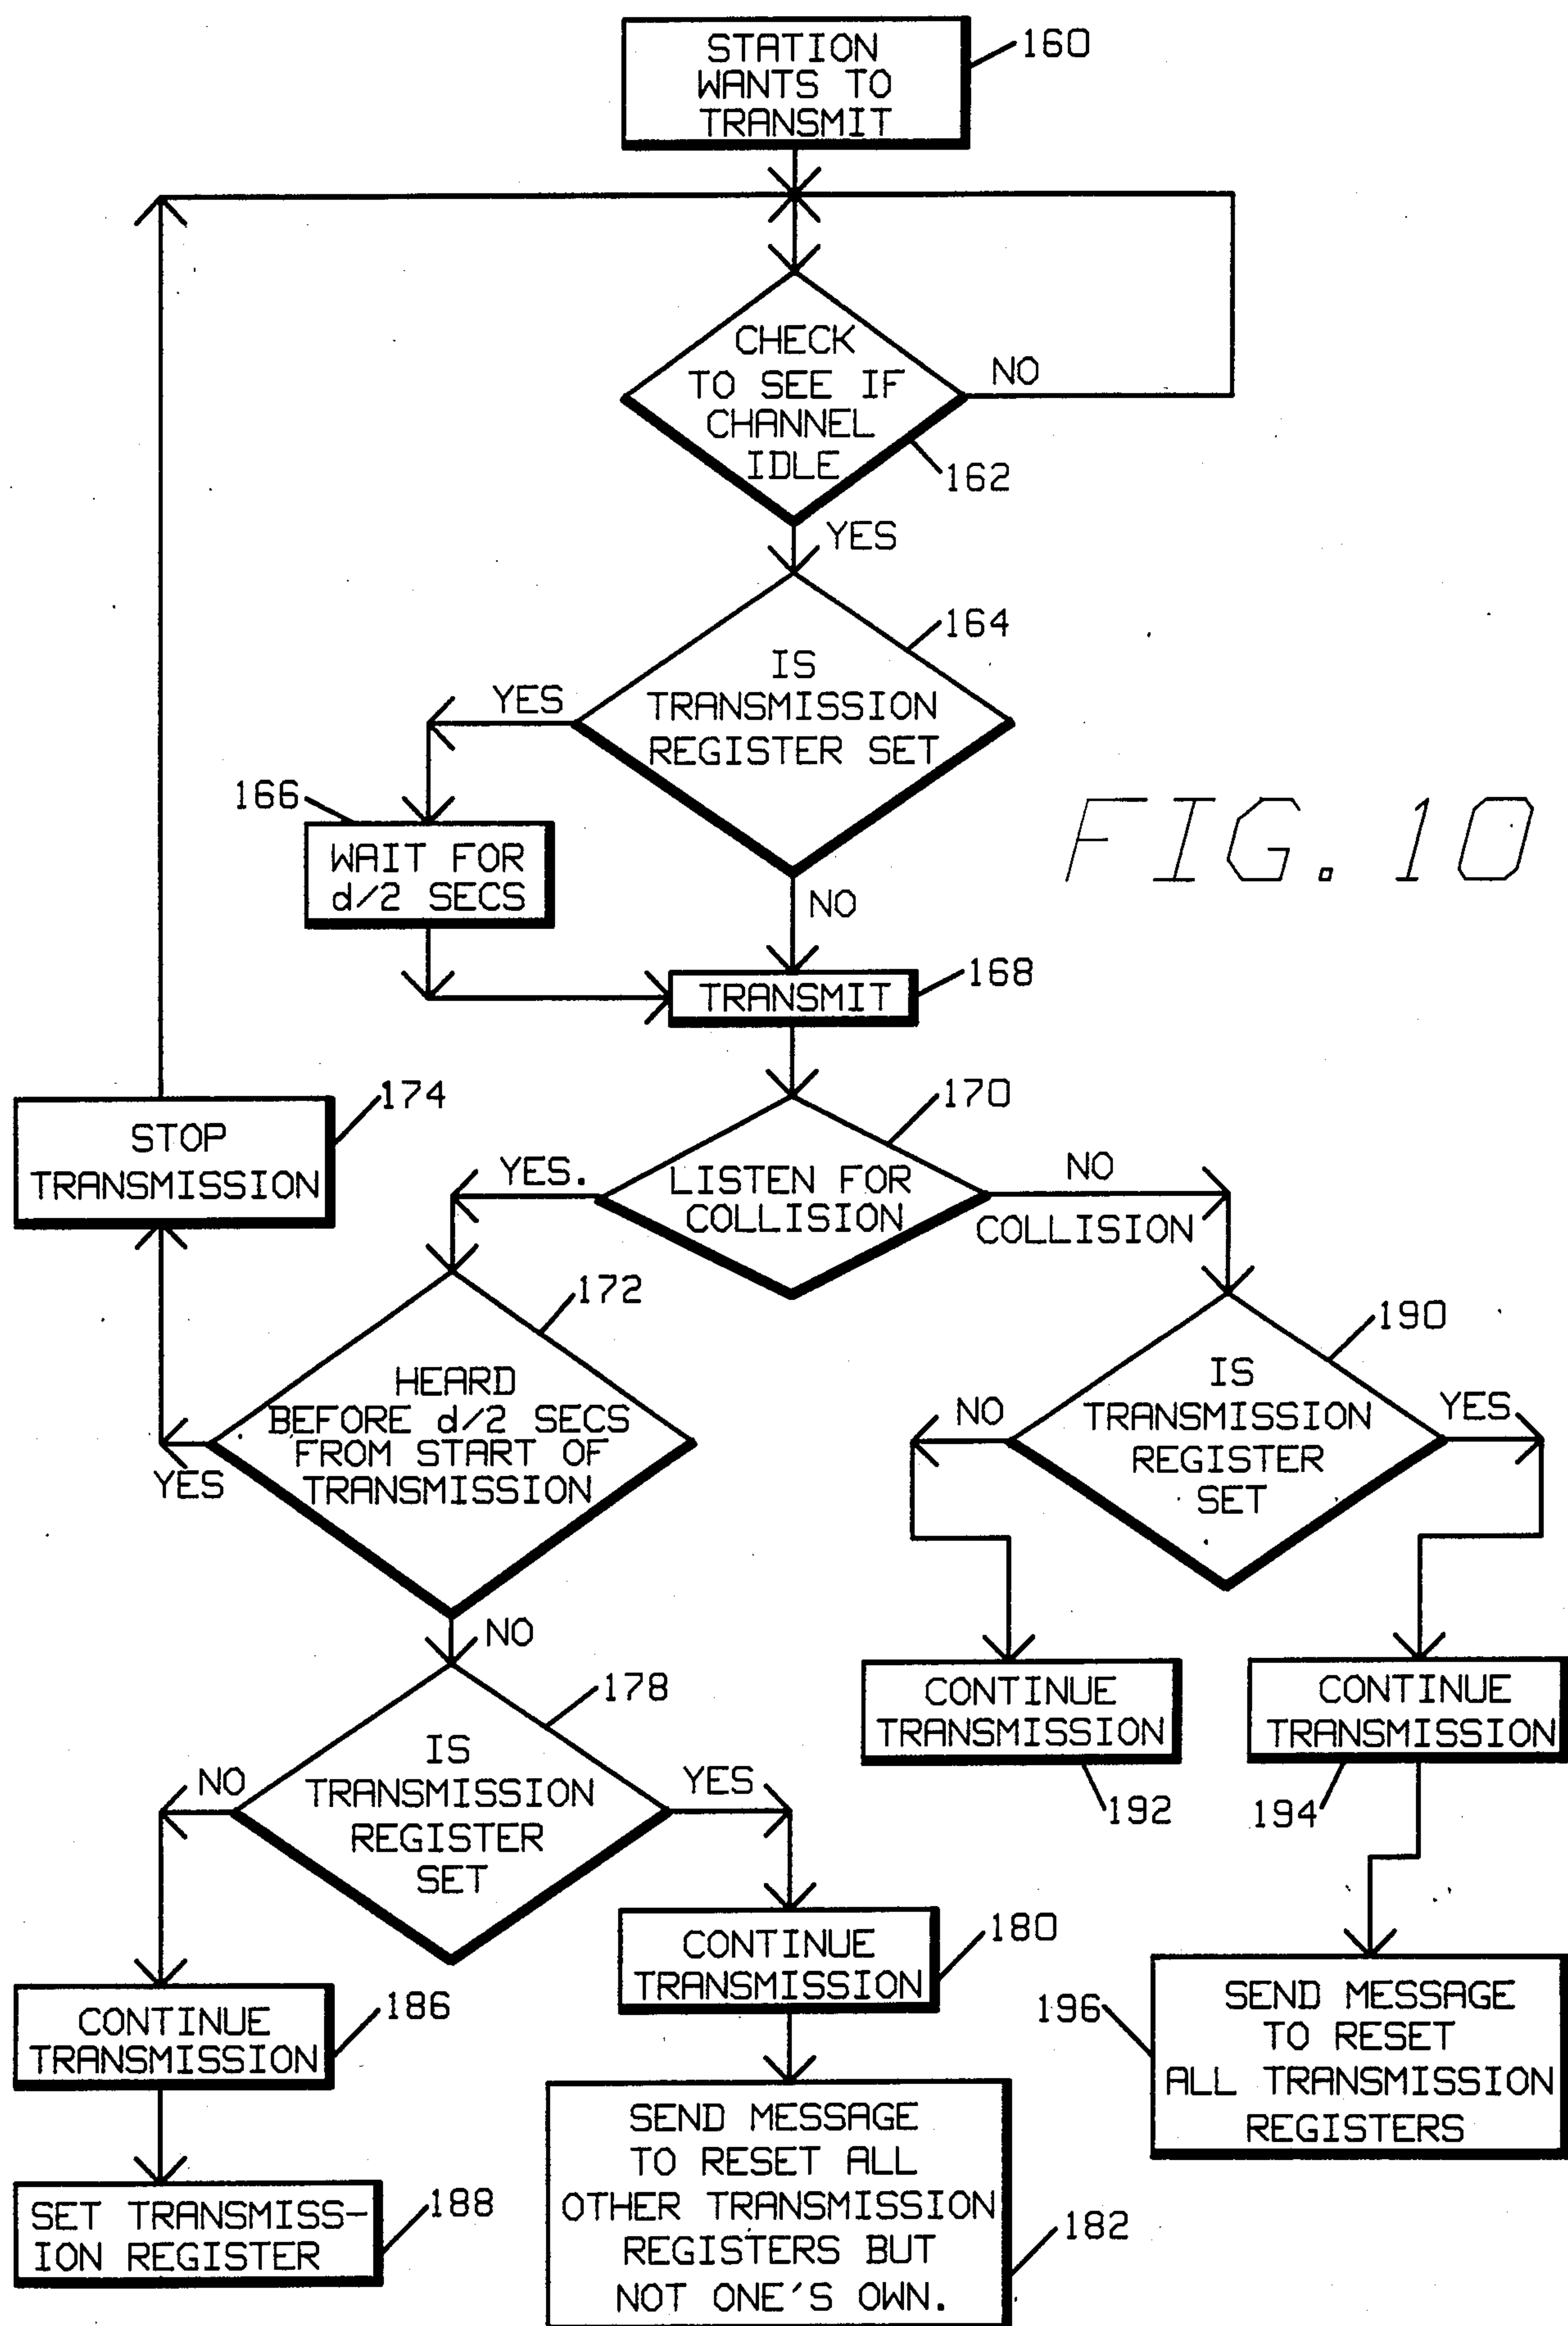 STATION
WANTS TO
TRANSMIT
160
CHECK
TO SEE IF
CHANNEL
IDLE
NO
162
YES
164
IS
TRANSMISSION
REGISTER SET
YES
166
WAIT FOR
d/2 SECS
NO
FIG. 10
TRANSMIT
168
174
STOP
TRANSMISSION
170
YES.
LISTEN FOR
COLLISION
NO
COLLISION
172
HEARD
BEFORE d/2 SECS
FROM START OF
TRANSMISSION
YES
NO
190
IS
TRANSMISSION
REGISTER
SET
NO
YES
178
IS
TRANSMISSION
REGISTER
SET
NO
YES
CONTINUE
TRANSMISSION
192
CONTINUE
TRANSMISSION
194
CONTINUE
TRANSMISSION
180
CONTINUE
TRANSMISSION
186
196
SEND MESSAGE
TO RESET
ALL TRANSMISSION
REGISTERS
SET TRANSMISS-
ION REGISTER
188
SEND MESSAGE
TO RESET ALL
OTHER TRANSMISSION
REGISTERS BUT
NOT ONE'S OWN.
182